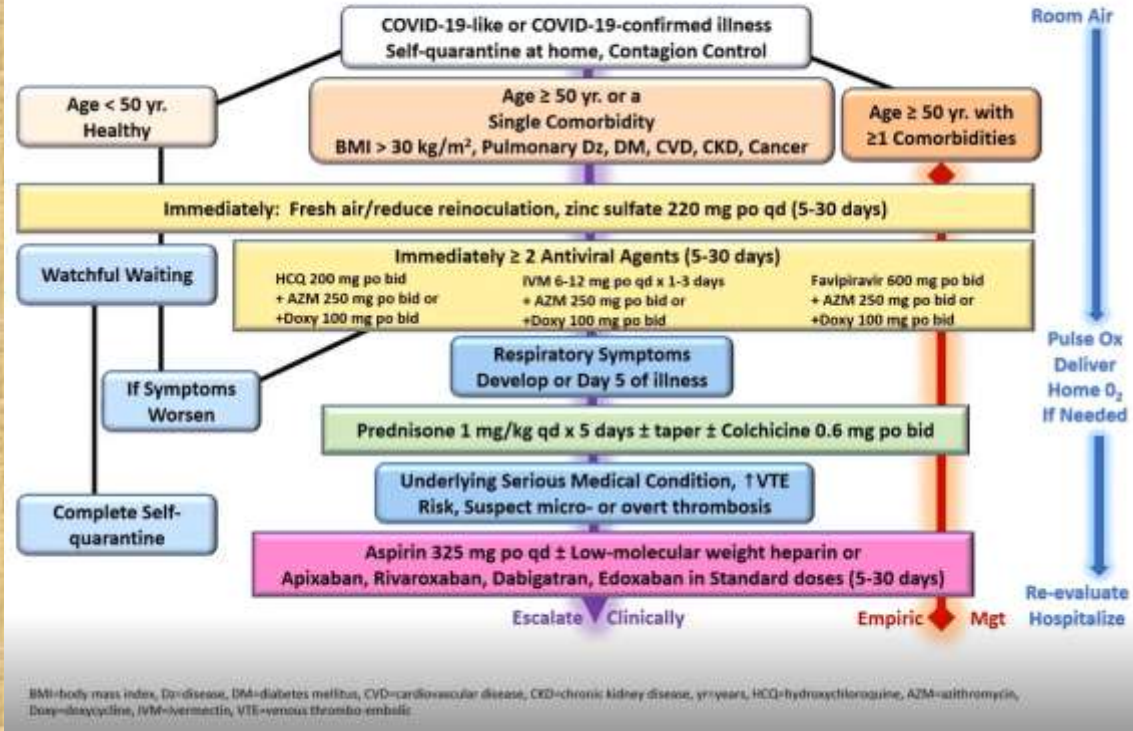 COVID-19-like or COVID-19-confirmed illness
Self-quarantine at home, Contagion Control
Room Air
Age < 50 yr.
Healthy
Age ≥ 50 yr. or a
Single Comorbidity
BMI > 30 kg/m², Pulmonary Dz, DM, CVD, CKD, Cancer
Age ≥ 50 yr. with
≥1 Comorbidities
Immediately: Fresh air/reduce reinoculation, zinc sulfate 220 mg po qd (5-30 days)
Watchful Waiting
Immediately ≥ 2 Antiviral Agents (5-30 days)
HCQ 200 mg po bid
+ AZM 250 mg po bid or
+Doxy 100 mg po bid
IVM 6-12 mg po qd x 1-3 days
+ AZM 250 mg po bid or
+Doxy 100 mg po bid
Favipiravir 600 mg po bid
+ AZM 250 mg po bid or
+Doxy 100 mg po bid
Pulse Ox
Deliver
Home 0₂
If Needed
Respiratory Symptoms
Develop or Day 5 of illness
If Symptoms
Worsen
Prednisone 1 mg/kg qd x 5 days ± taper ± Colchicine 0.6 mg po bid
Underlying Serious Medical Condition, ↑VTE
Risk, Suspect micro- or overt thrombosis
Complete Self-
quarantine
Aspirin 325 mg po qd ± Low-molecular weight heparin or
Apixaban, Rivaroxaban, Dabigatran, Edoxaban in Standard doses (5-30 days)
Escalate Clinically
Empiric Mgt
Re-evaluate
Hospitalize
BMI=body mass index, Dz=disease, DM=diabetes mellitus, CVD=cardiovascular disease, CKD=chronic kidney disease, yr=years, HCQ=hydroxychloroquine, AZM=azithromycin,
Doxy=doxycycline, IVM=ivermectin, VTE=venous thrombo-embolic